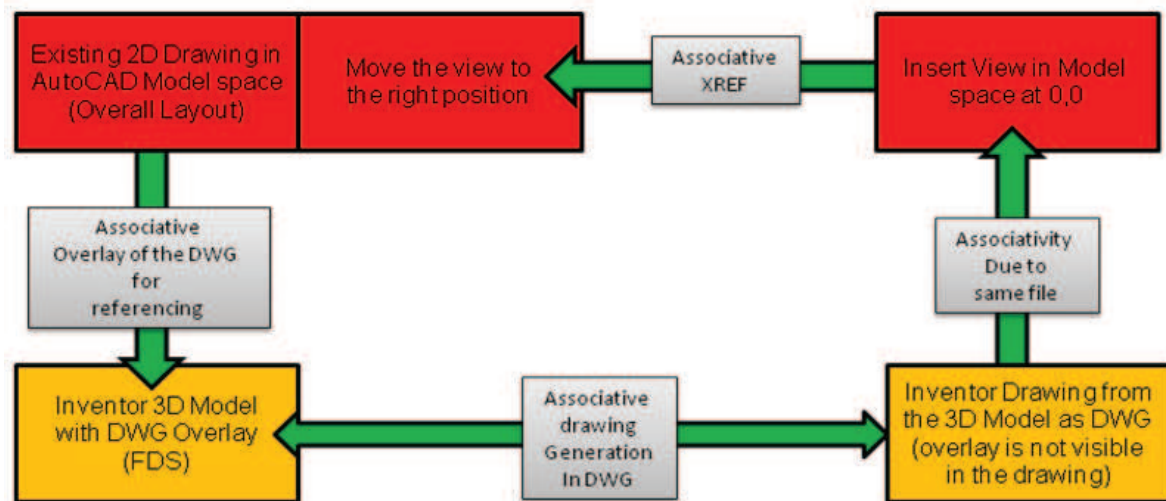 Existing 2D Drawing in
AutoCAD Model space
(Overall Layout)
Move the view to
the right position
Associative
XREF
Insert View in Model
space at 0,0
Associative
Overlay of the DWG
for
referencing
Associativity
Due to
same file
Inventor 3D Model
with DWG Overlay
(FDS)
Associative
drawing
Generation
In DWG
Inventor Drawing from
the 3D Model as DWG
(overlay is not visible
in the drawing)